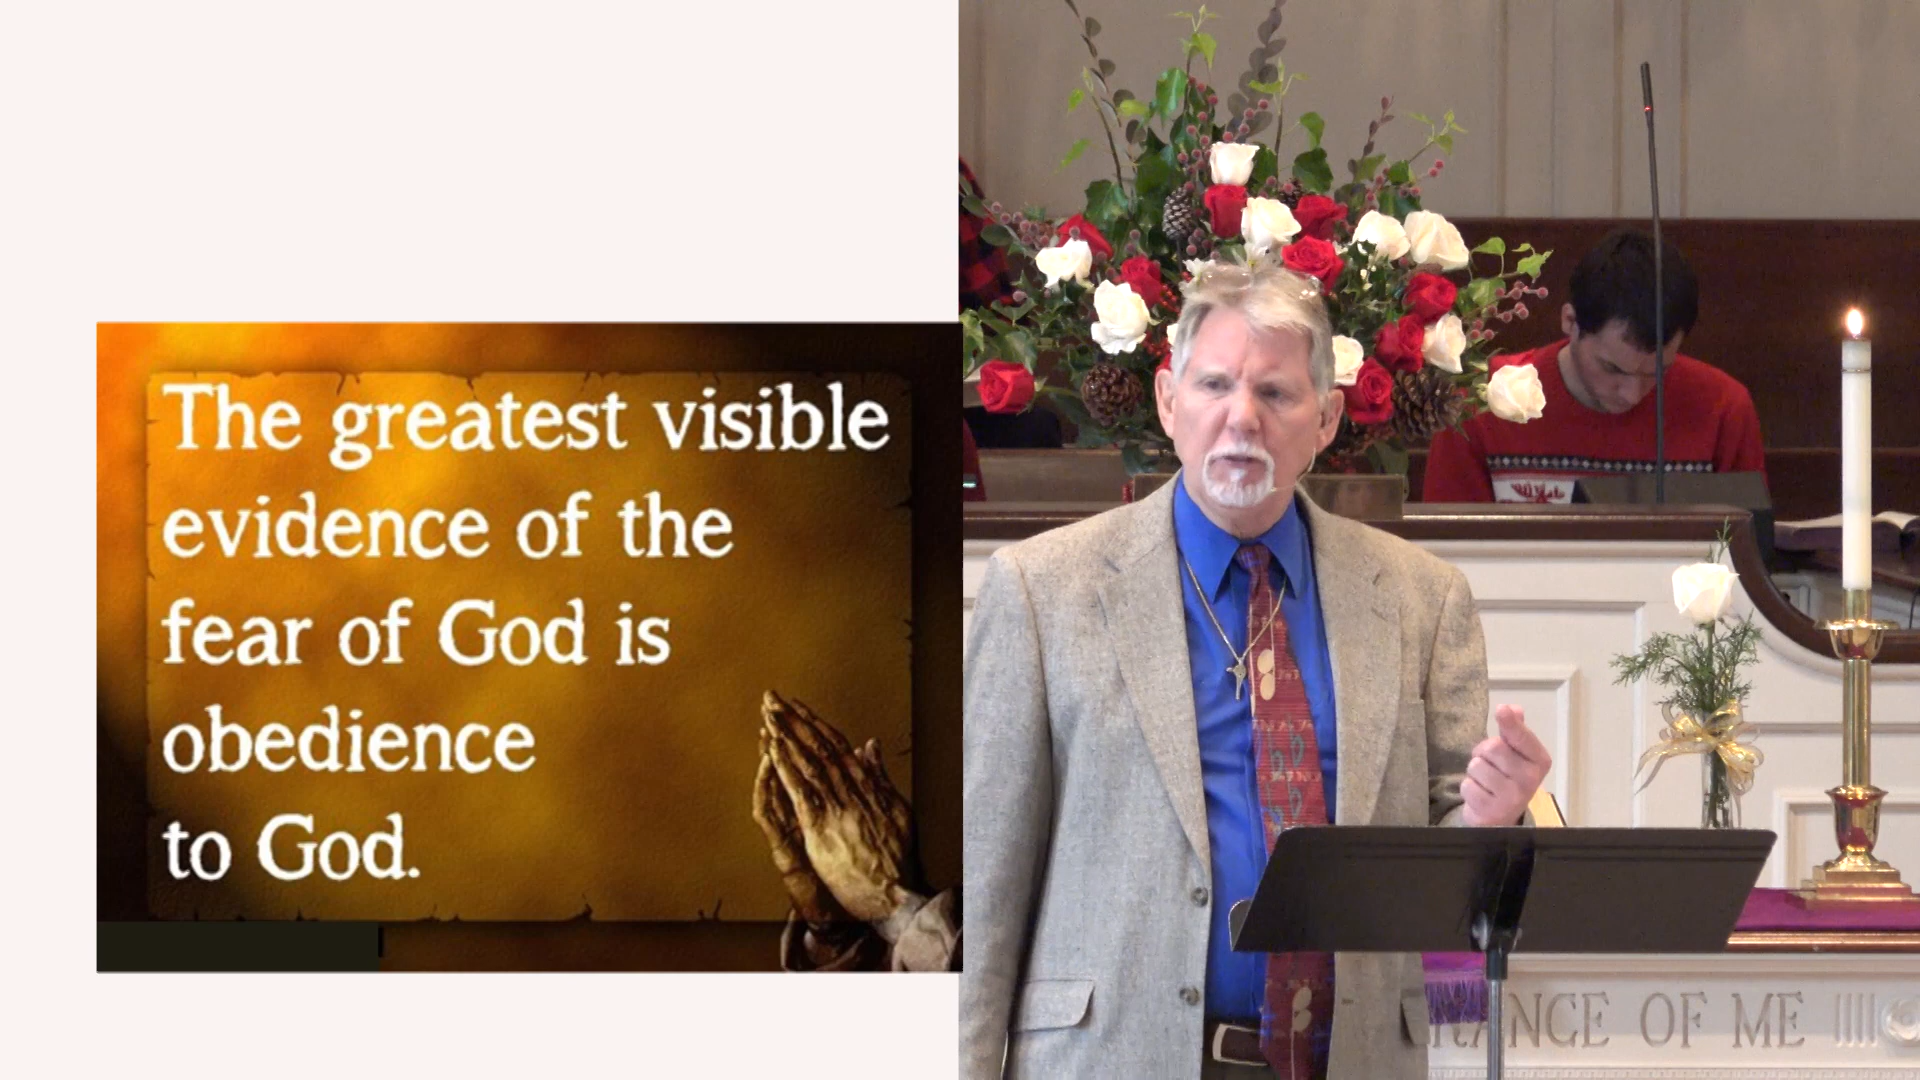 The greatest visible
evidence of the
fear of God is
obedience
to God.
RANCE OF ME